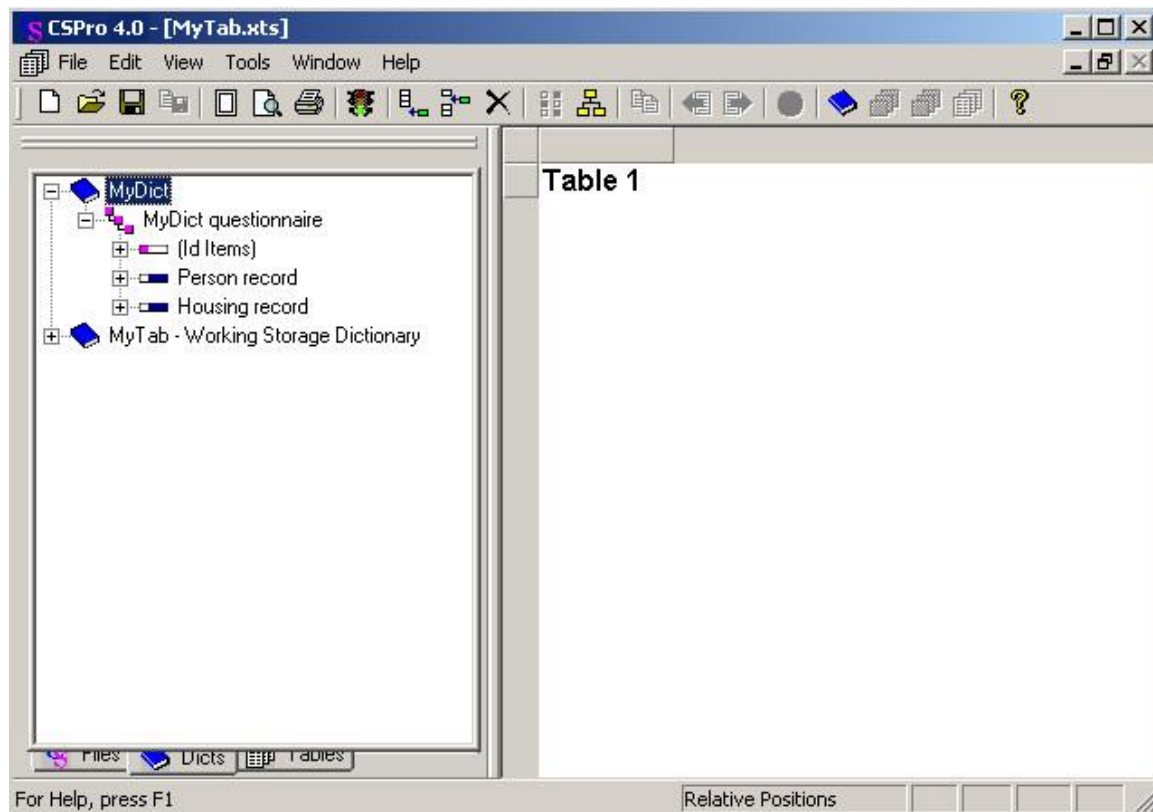 CSPro 4.0 - [MyTab.xts]
File Edit View Tools Window Help
MyDict
MyDict questionnaire
(Id Items)
Person record
Housing record
MyTab - Working Storage Dictionary
Table 1
Files Dicts Tables
For Help, press F1
Relative Positions